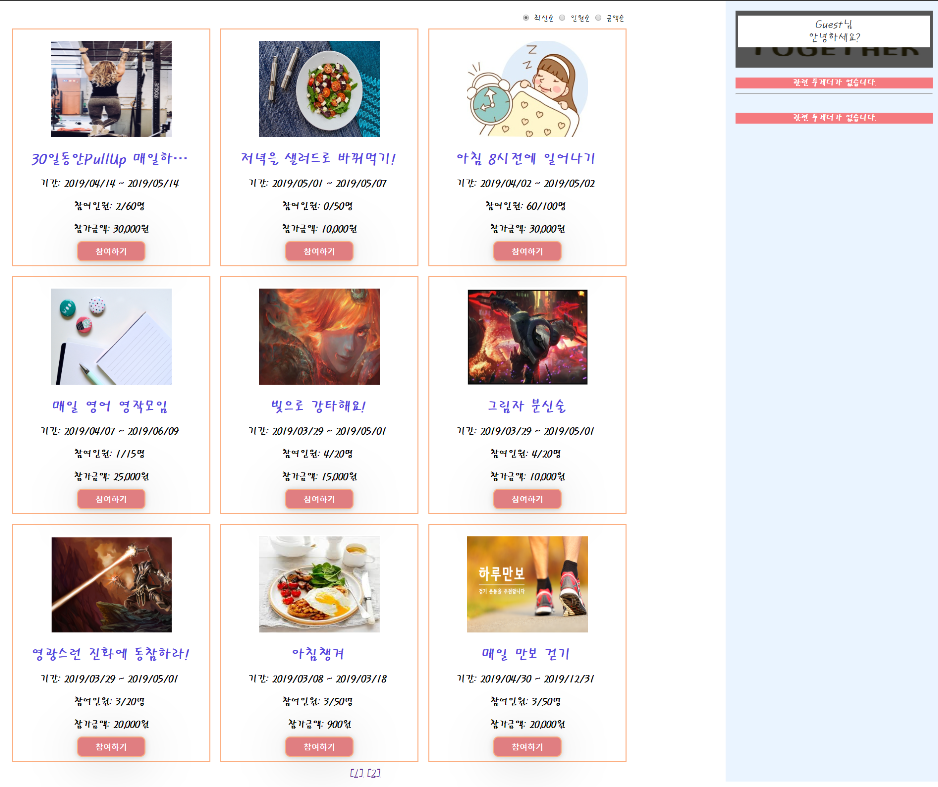 최신순 인원순 금액순
Guest님
안녕하세요?
TOGETHER
관련 투게더가 없습니다.
관련 투게더가 없습니다.
30일동안PullUp 매일하…
기간: 2019/04/14 ~ 2019/05/14
참여인원: 2/60명
참가금액: 30,000원
참여하기
저녁은 샐러드로 바꿔먹기!
기간: 2019/05/01 ~ 2019/05/07
참여인원: 0/50명
참가금액: 10,000원
참여하기
아침 8시전에 일어나기
기간: 2019/04/02 ~ 2019/05/02
참여인원: 60/100명
참가금액: 30,000원
참여하기
매일 영어 영작모임
기간: 2019/04/01 ~ 2019/06/09
참여인원: 1/15명
참가금액: 25,000원
참여하기
빛으로 강타해요!
기간: 2019/03/29 ~ 2019/05/01
참여인원: 4/20명
참가금액: 15,000원
참여하기
그림자 분신술
기간: 2019/03/29 ~ 2019/05/01
참여인원: 4/20명
참가금액: 10,000원
참여하기
영광스런 진화에 동참하라!
기간: 2019/03/29 ~ 2019/05/01
참여인원: 3/20명
참가금액: 20,000원
참여하기
아침챙겨
기간: 2019/03/08 ~ 2019/03/18
참여인원: 3/50명
참가금액: 900원
참여하기
하루만보
매일 만보 걷기
기간: 2019/04/30 ~ 2019/12/31
참여인원: 3/50명
참가금액: 20,000원
참여하기
[1] [2]